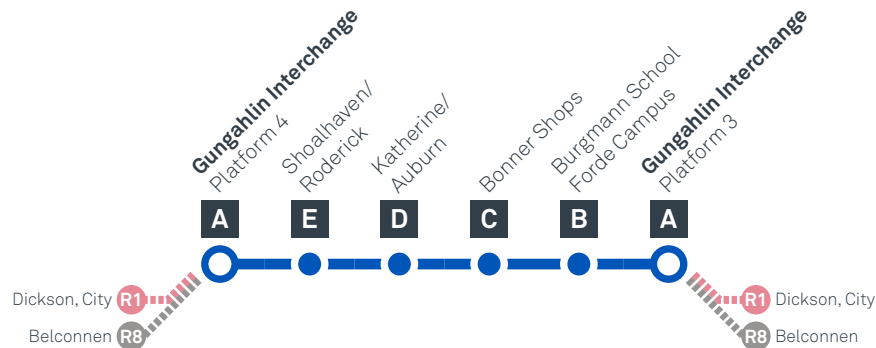 Gungahlin Interchange
Platform 4
Shoalhaven/
Roderick
Katherine/
Auburn
Bonner Shops
Burgmann School
Forde Campus
Gungahlin Interchange
Platform 3
A
E
D
C
B
A
Dickson, City R1
Belconnen R8
R1 Dickson, City
R8 Belconnen